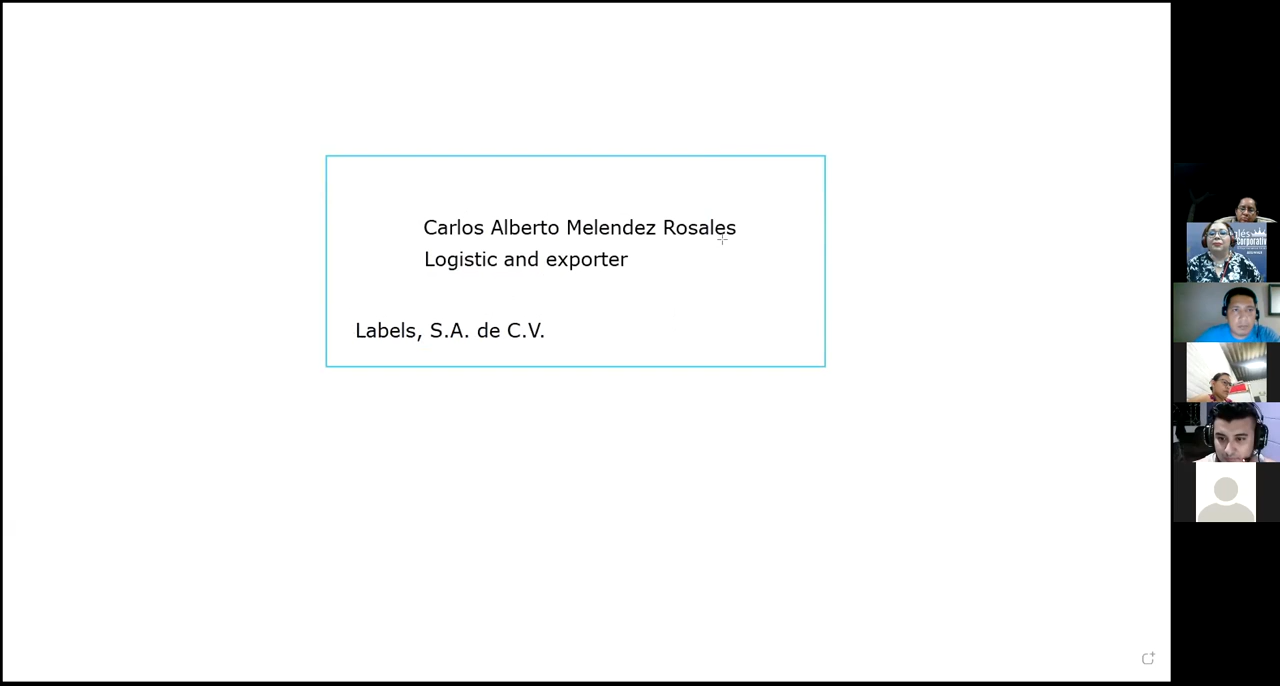 Carlos Alberto Melendez Rosales
Logistic and exporter
Labels, S.A. de C.V.